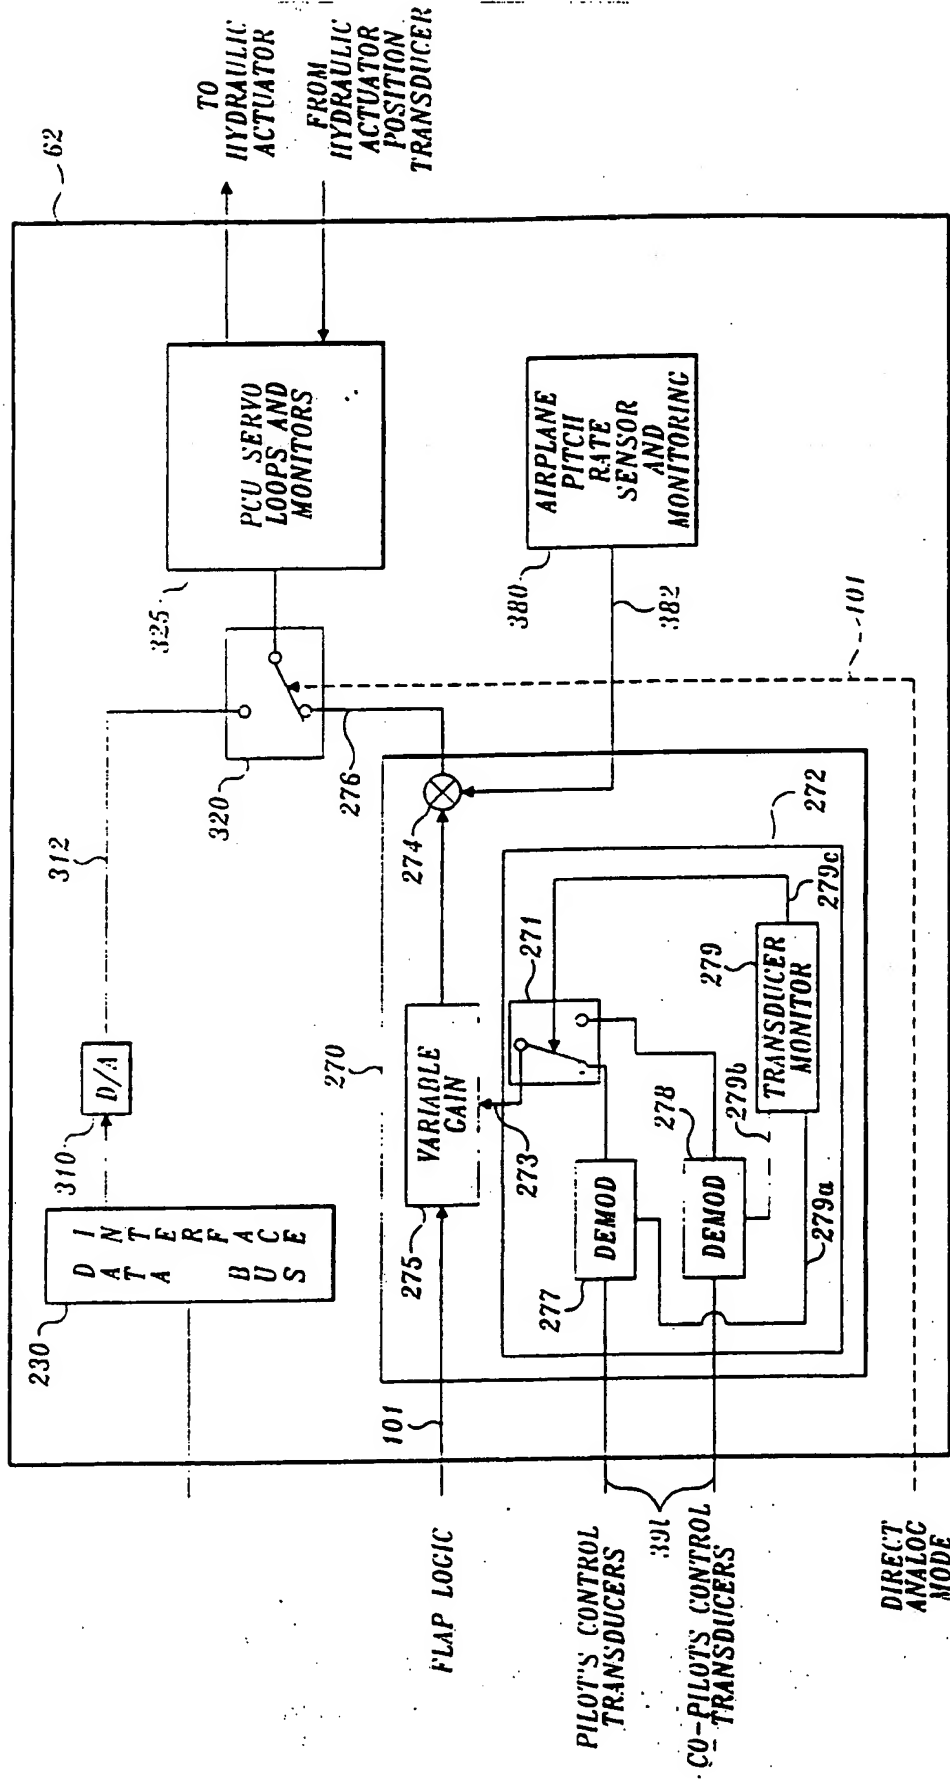 62
TO
HYDRAULIC
ACTUATOR
FROM
HYDRAULIC
ACTUATOR
POSITION
TRANSDUCER
230
DATA
INTERFACE
BUS
310
D/A
312
320
325
PCU SERVO
LOOPS AND
MONITORS
276
380
AIRPLANE
PITCH
RATE
SENSOR
AND
MONITORING
382
101
270
274
275
VARIABLE
GAIN
FLAP LOGIC
101
272
271
273
277
DEMOD
278
DEMOD
279
TRANSDUCER
MONITOR
279a
279b
279c
PILOT'S CONTROL
TRANSDUCERS
391
CO-PILOTS CONTROL
TRANSDUCERS
DIRECT
ANALOG
MODE